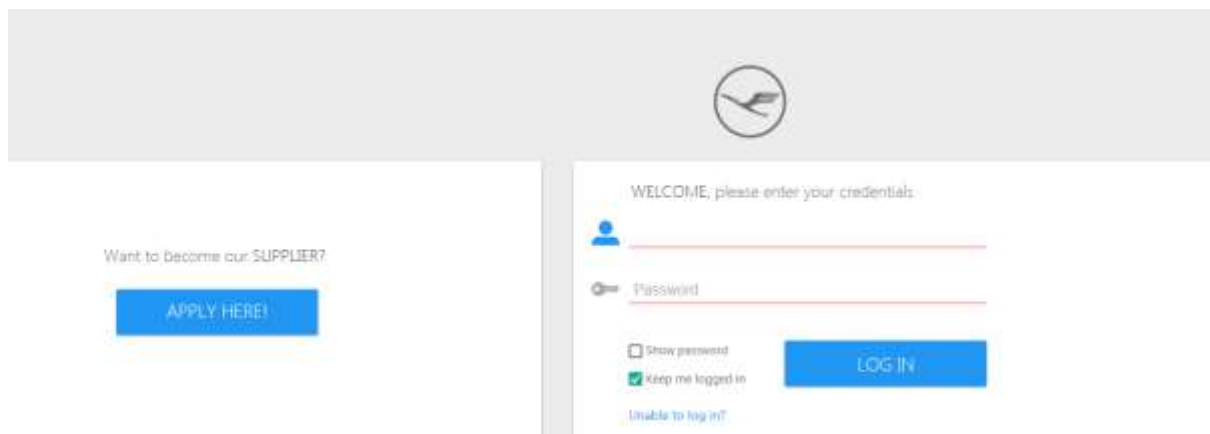 WELCOME, please enter your credentials
Want to become our SUPPLIER?
APPLY HERE!
Password
Show password
Keep me logged in
LOG IN
Unable to log in?